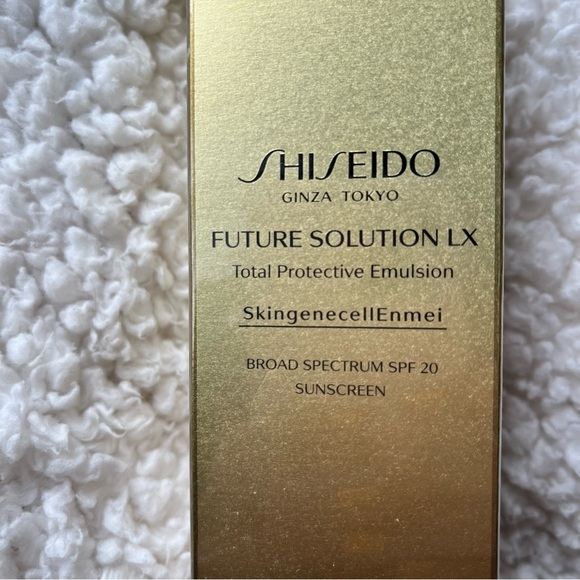 SHISEIDO
GINZA TOKYO
FUTURE SOLUTION LX
Total Protective Emulsion
SkingenecellEnmei
BROAD SPECTRUM SPF 20
SUNSCREEN